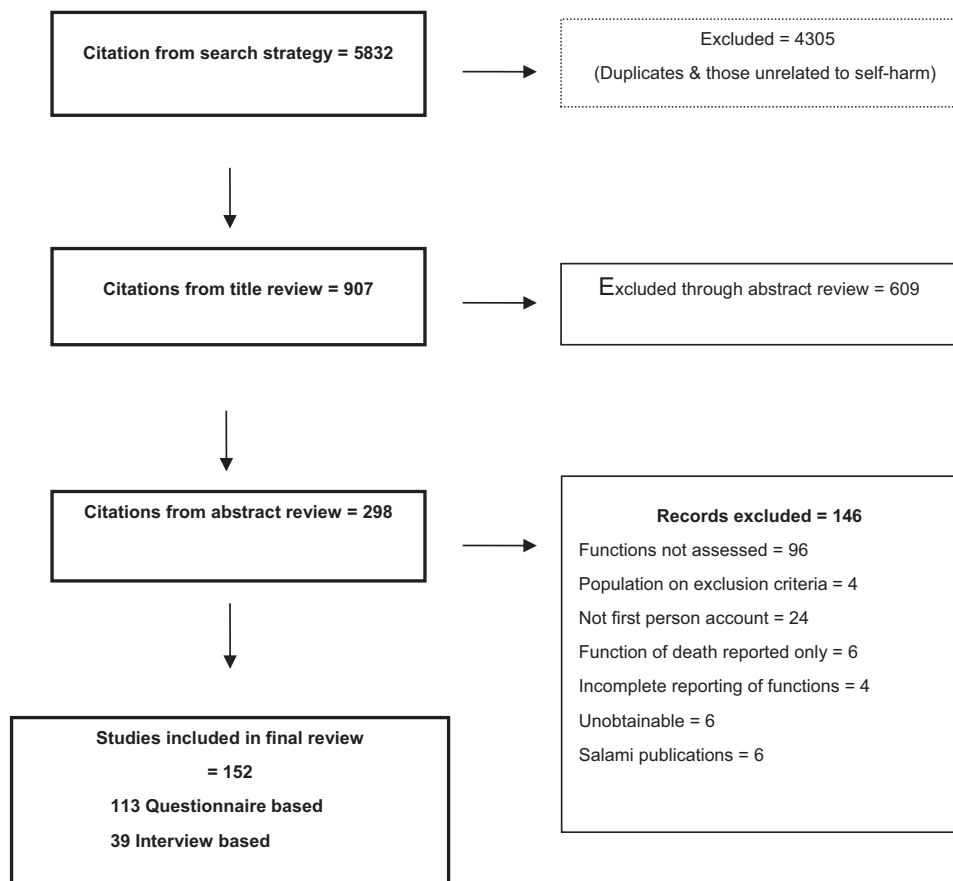 Citation from search strategy = 5832
Excluded = 4305
(Duplicates & those unrelated to self-harm)
Citations from title review = 907
Excluded through abstract review = 609
Citations from abstract review = 298
Records excluded = 146
Functions not assessed = 96
Population on exclusion criteria = 4
Not first person account = 24
Function of death reported only = 6
Incomplete reporting of functions = 4
Unobtainable = 6
Salami publications = 6
Studies included in final review
= 152
113 Questionnaire based
39 Interview based